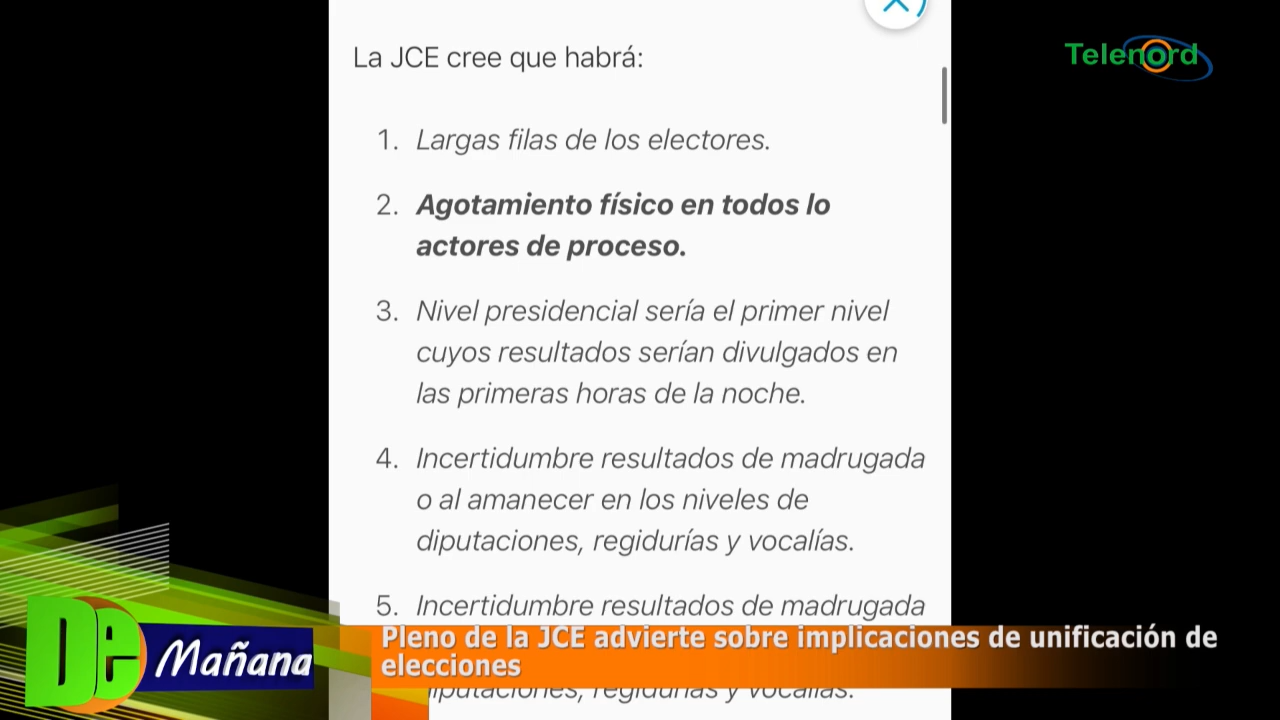 La JCE cree que habrá:
Telenord
1. Largas filas de los electores.
2. Agotamiento físico en todos lo
actores de proceso.
3. Nivel presidencial sería el primer nivel
cuyos resultados serían divulgados en
las primeras horas de la noche.
4. Incertidumbre resultados de madrugada
o al amanecer en los niveles de
diputaciones, regidurías y vocalías.
5. Incertidumbre resultados de madrugada
De Mañana
Pleno de la JCE advierte sobre implicaciones de unificación de
elecciones
regidurías y vocalías.